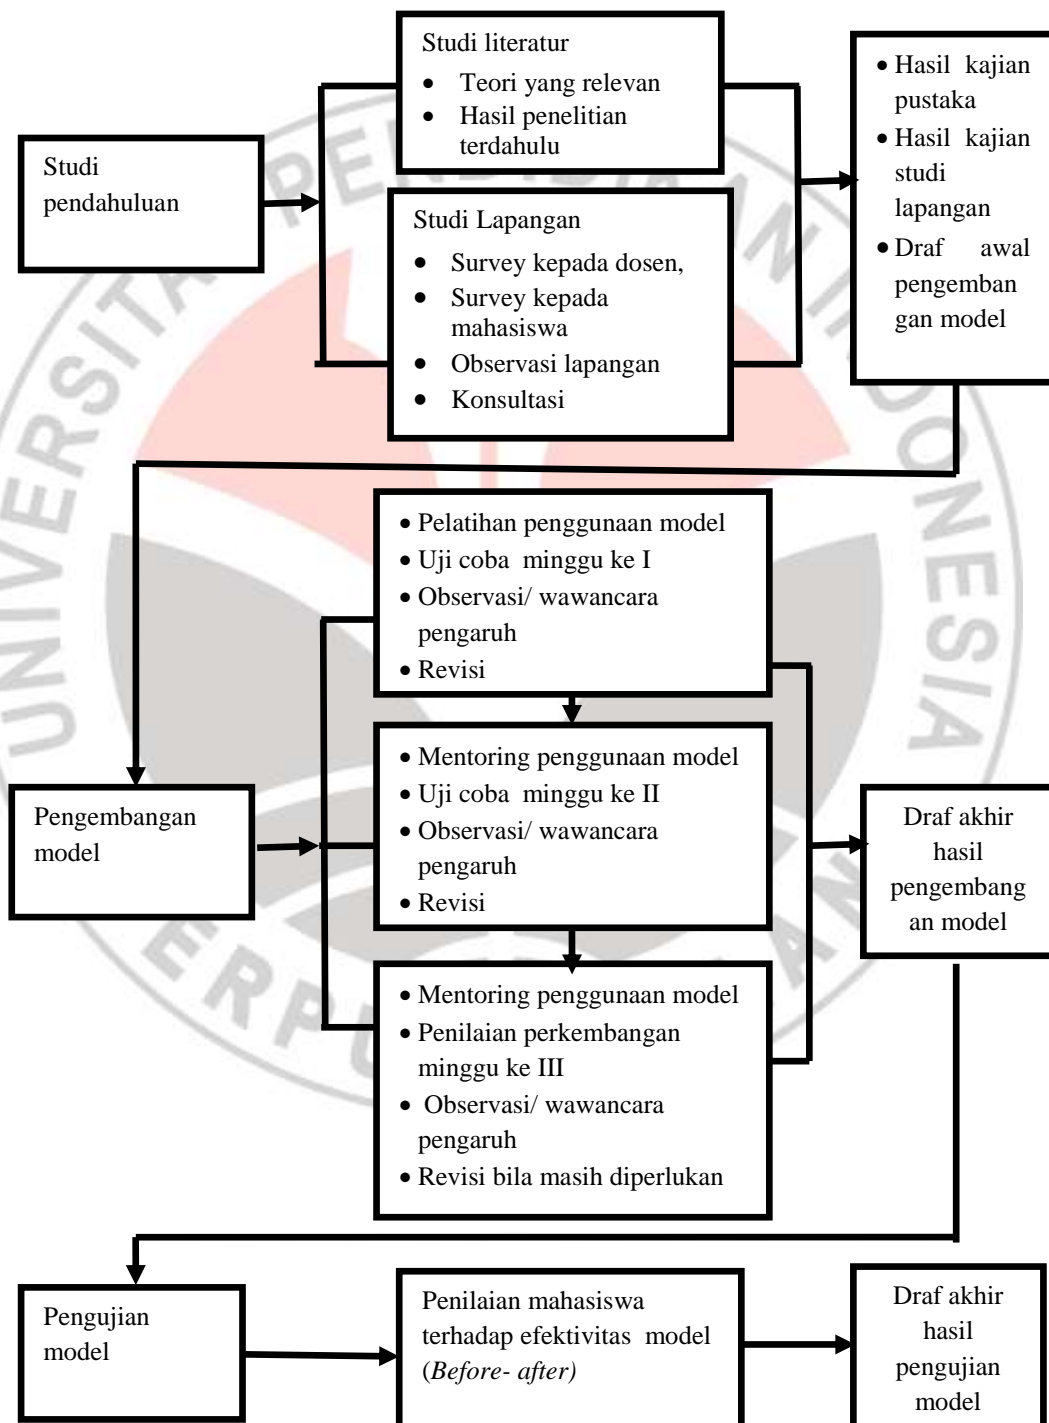 Studi literatur
• Teori yang relevan
• Hasil penelitian
terdahulu
• Hasil kajian
pustaka
• Hasil kajian
studi
lapangan
• Draf awal
pengemban
gan model
Studi
pendahuluan
Studi Lapangan
• Survey kepada dosen,
• Survey kepada
mahasiswa
• Observasi lapangan
• Konsultasi
• Pelatihan penggunaan model
• Uji coba minggu ke I
• Observasi/ wawancara
pengaruh
• Revisi
• Mentoring penggunaan model
• Uji coba minggu ke II
• Observasi/ wawancara
pengaruh
• Revisi
Pengembangan
model
Draf akhir
hasil
pengembang
an model
• Mentoring penggunaan model
• Penilaian perkembangan
minggu ke III
• Observasi/ wawancara
pengaruh
• Revisi bila masih diperlukan
Pengujian
model
Penilaian mahasiswa
terhadap efektivitas model
(Before- after)
Draf akhir
hasil
pengujian
model
UNIVERSITAS PENDIDIKAN INDONESIA